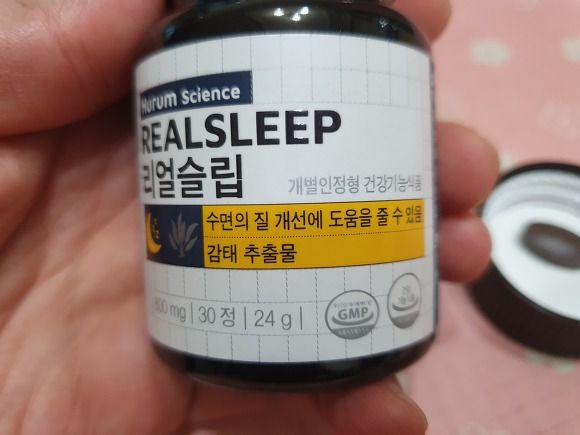 Hurum Science
REALSLEEP
리얼슬립
개별인정형 건강기능식품
수면의 질 개선에 도움을 줄 수 있음
감태 추출물
800 mg | 30 정 | 24 g |
GMP